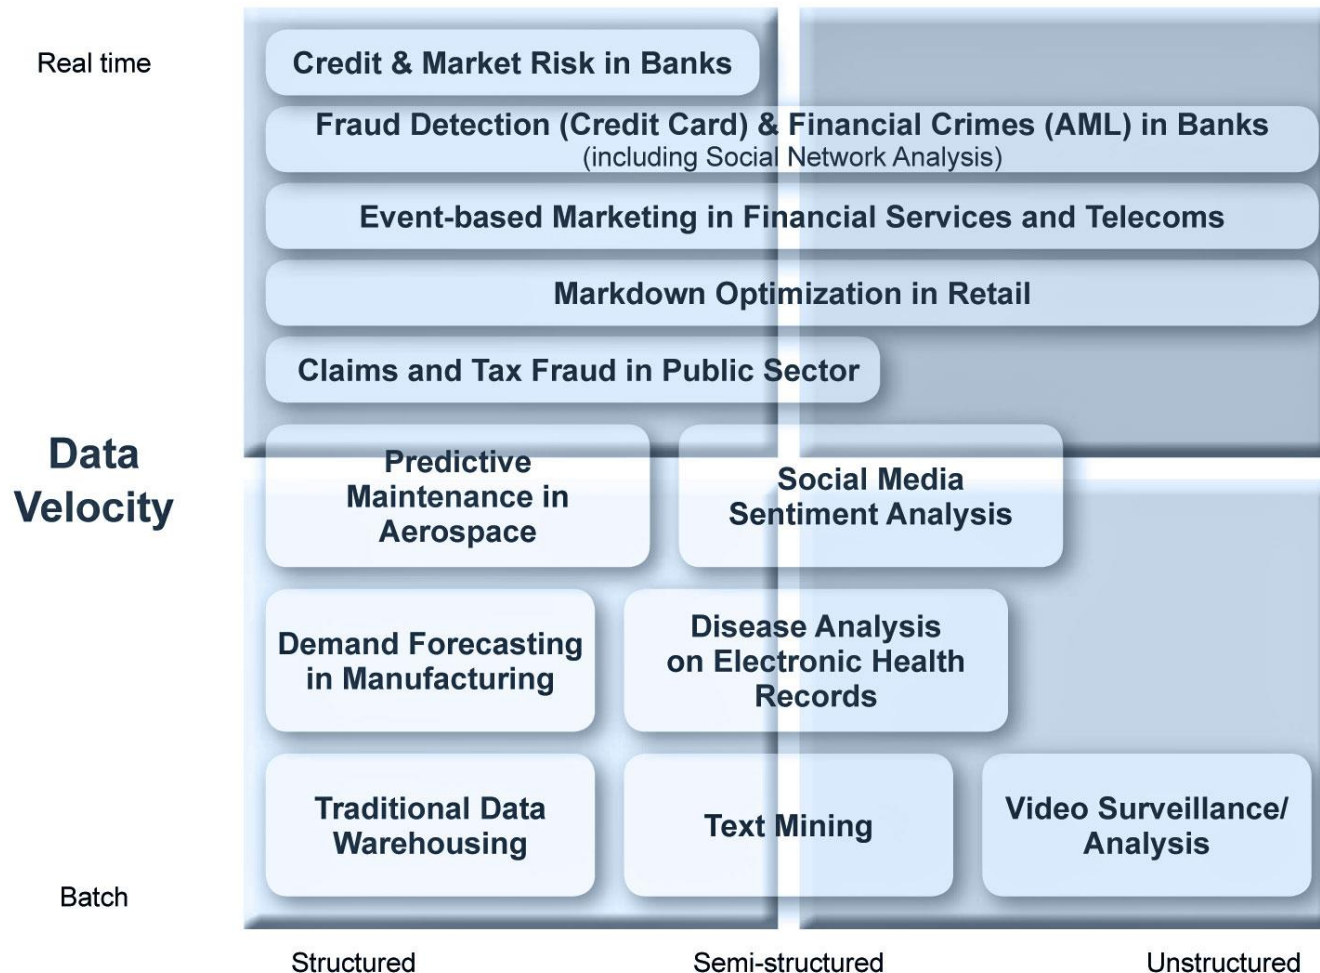 Real time
Credit & Market Risk in Banks
Fraud Detection (Credit Card) & Financial Crimes (AML) in Banks
(including Social Network Analysis)
Event-based Marketing in Financial Services and Telecoms
Markdown Optimization in Retail
Claims and Tax Fraud in Public Sector
Data
Velocity
Predictive
Maintenance in
Aerospace
Social Media
Sentiment Analysis
Demand Forecasting
in Manufacturing
Disease Analysis
on Electronic Health
Records
Traditional Data
Warehousing
Text Mining
Video Surveillance/
Analysis
Batch
Structured
Semi-structured
Unstructured